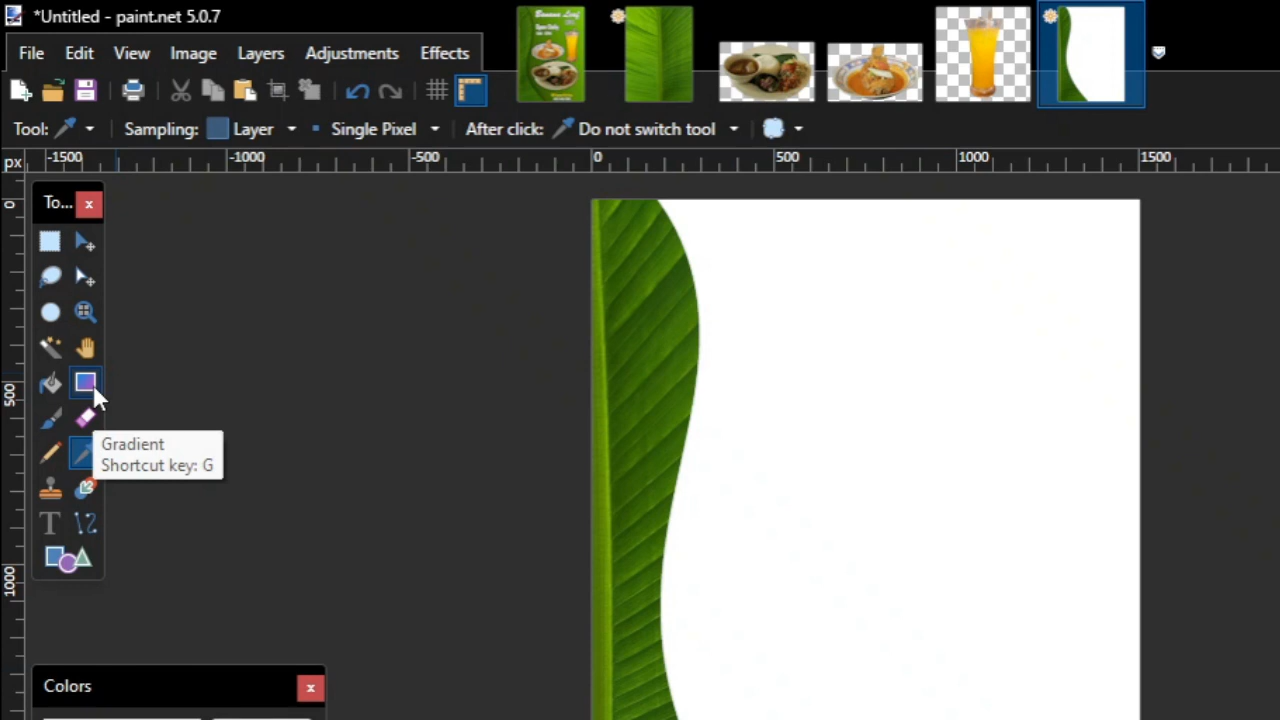 *Untitled - paint.net 5.0.7
File Edit View Image Layers Adjustments Effects
Banana Leaf
Tool: Sampling: Layer Single Pixel After click: Do not switch tool
px -1500 -1000 -500 0 500 1000 1500
To... x
0
500
1000
Gradient
Shortcut key: G
T
Colors x